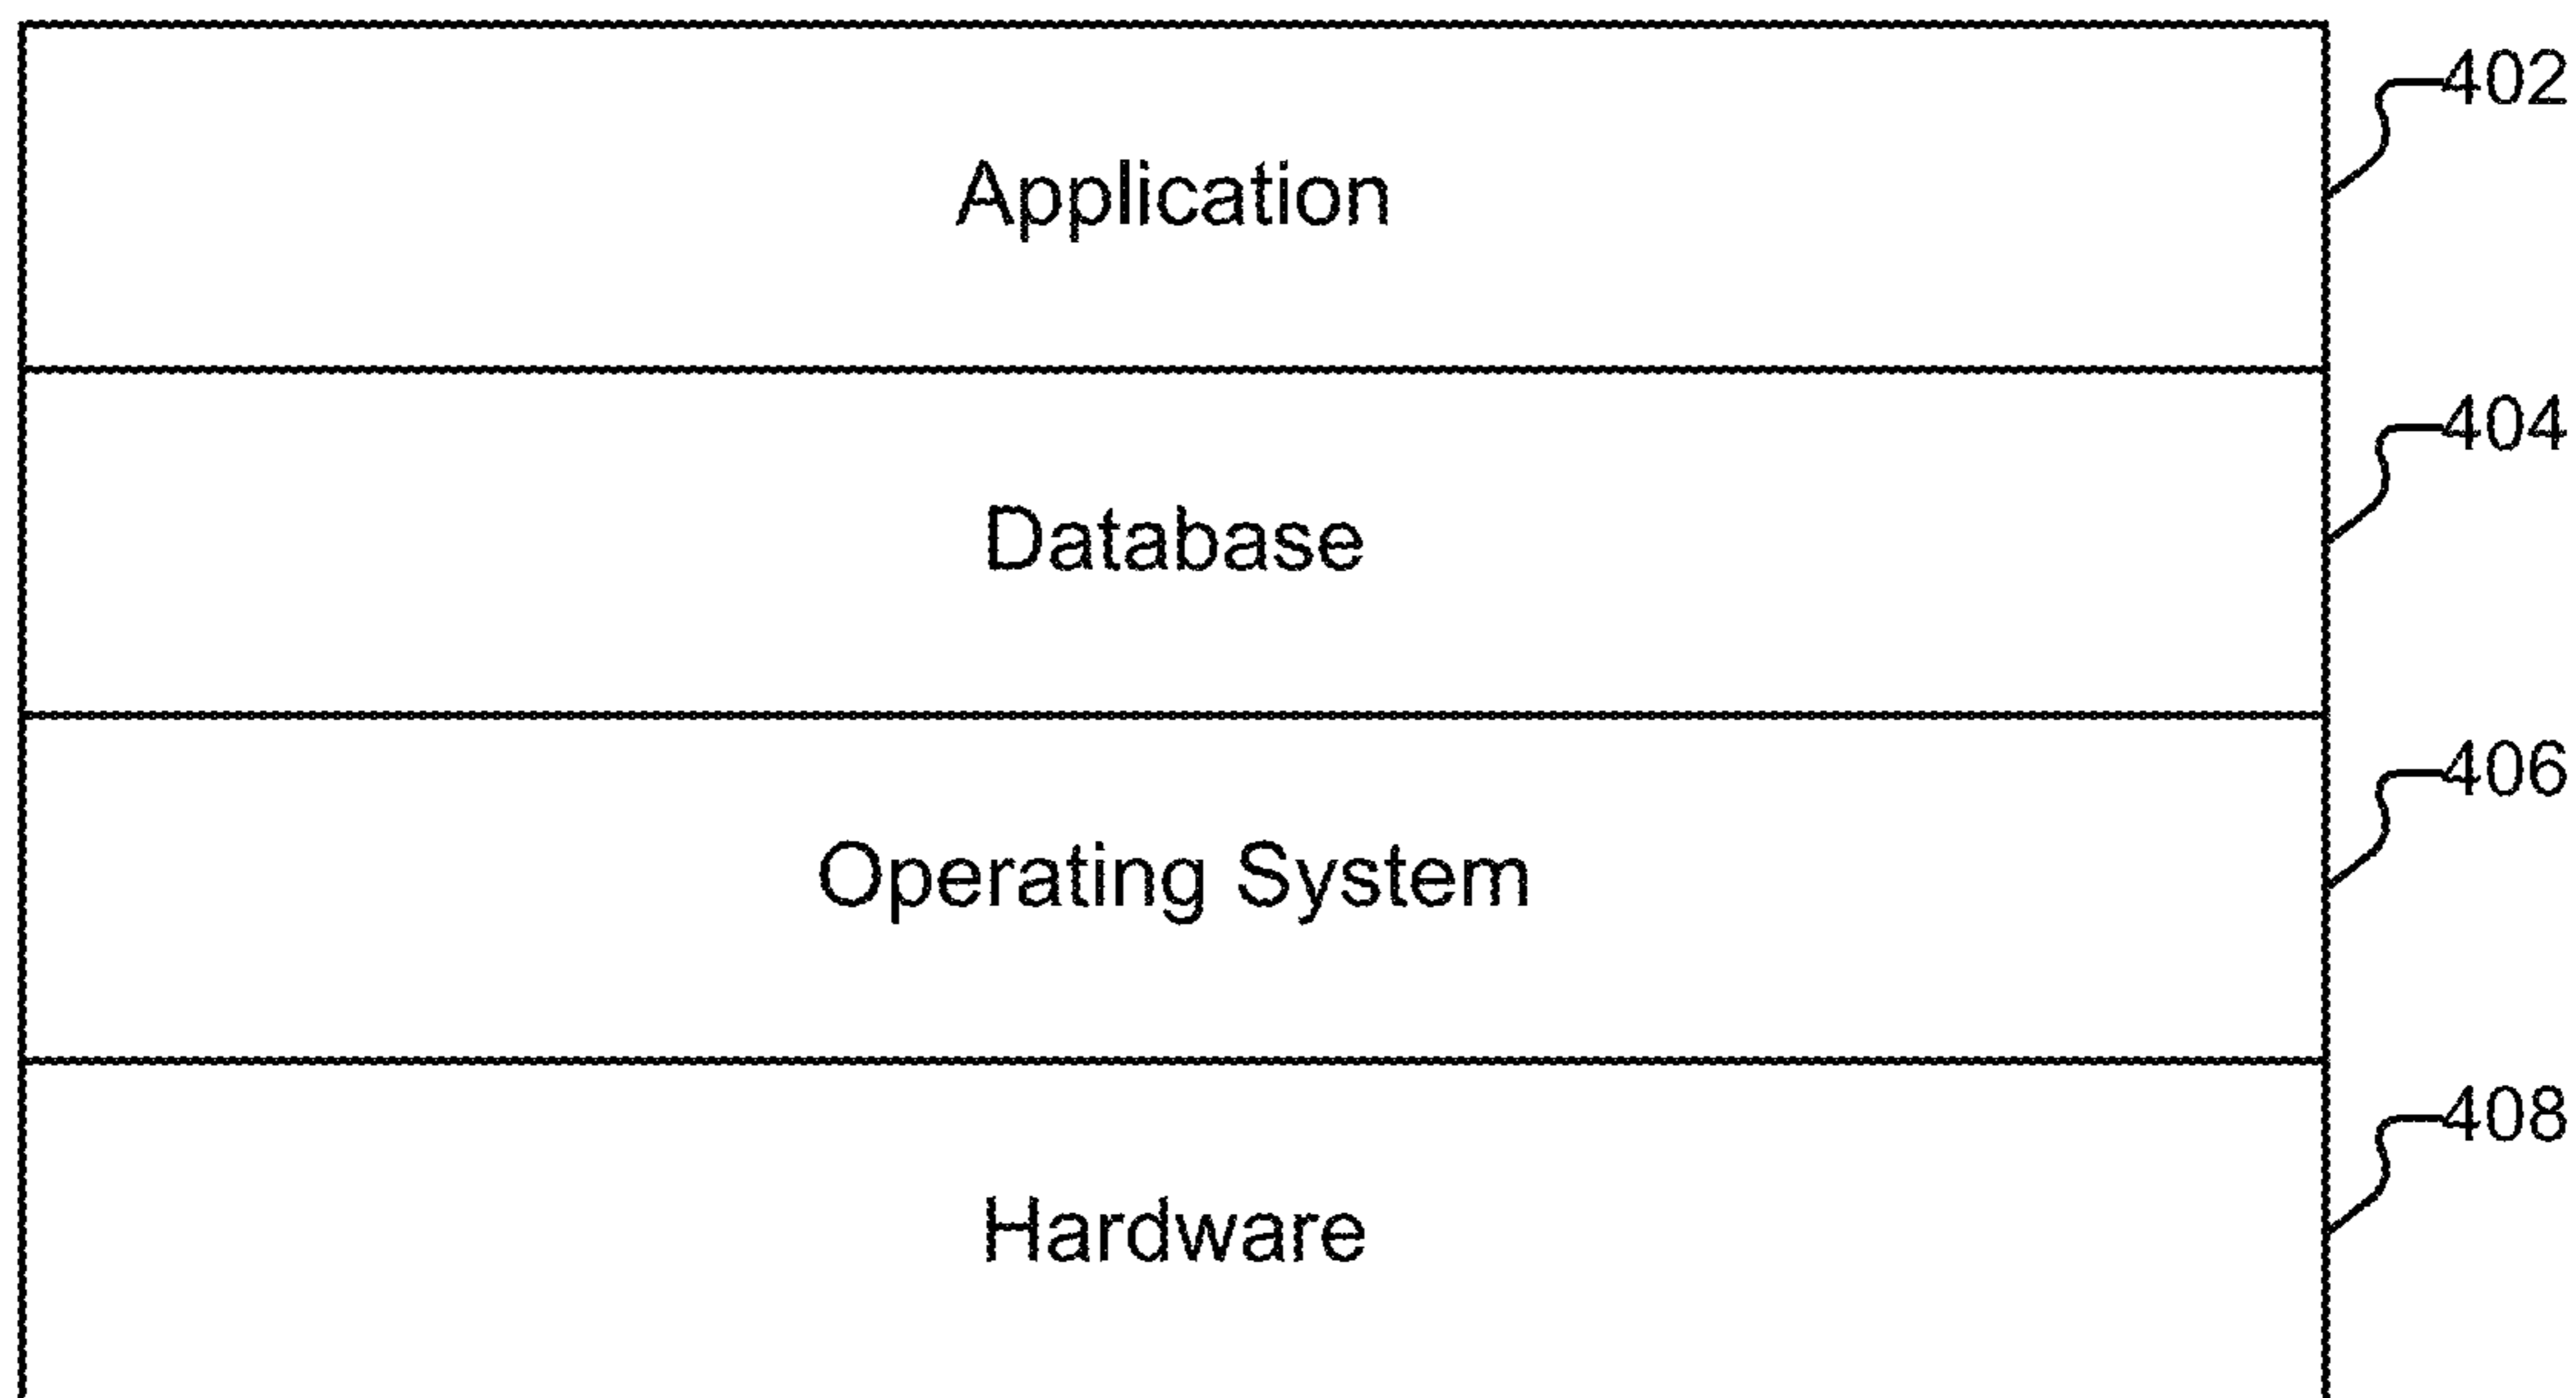 402
Application
404
Database
406
Operating System
408
Hardware